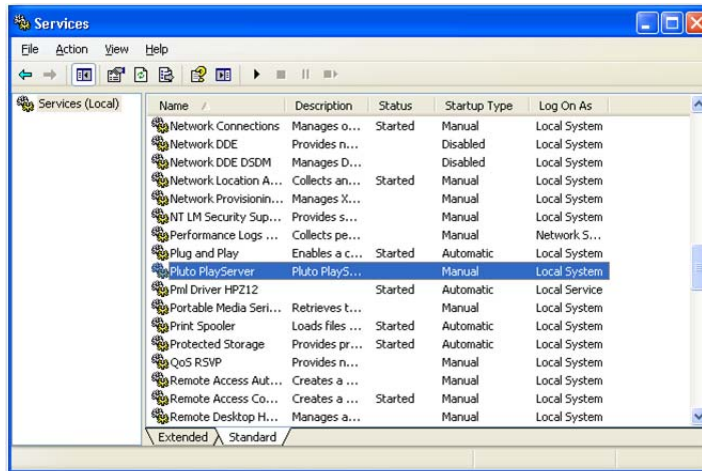 Services
File Action View Help
Services (Local)
Name Description Status Startup Type Log On As
Network Connections Manages o... Started Manual Local System
Network DDE Provides n... Disabled Local System
Network DDE DSDM Manages D... Disabled Local System
Network Location A... Collects an... Started Manual Local System
Network Provisionin... Manages X... Manual Local System
NT LM Security Sup... Provides s... Manual Local System
Performance Logs ... Collects pe... Manual Network S...
Plug and Play Enables a c... Started Automatic Local System
Pluto PlayServer Pluto PlayS... Manual Local System
Pml Driver HPZ12 Started Automatic Local Service
Portable Media Seri... Retrieves t... Manual Local System
Print Spooler Loads files ... Started Automatic Local System
Protected Storage Provides pr... Started Automatic Local System
QoS RSVP Provides n... Manual Local System
Remote Access Aut... Creates a ... Manual Local System
Remote Access Co... Creates a ... Started Manual Local System
Remote Desktop H... Manages a... Manual Local System
Extended Standard